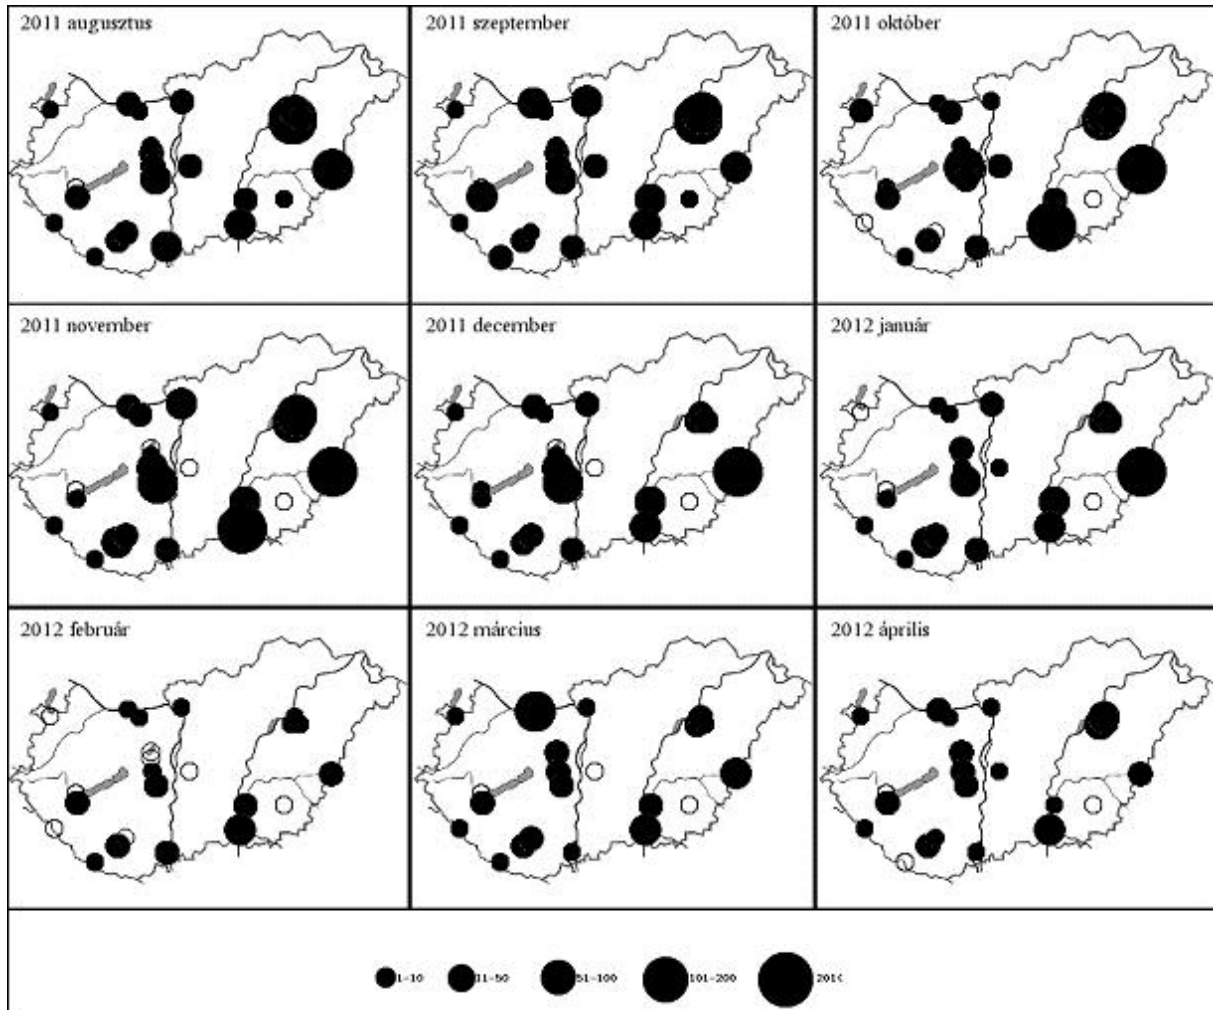 2011 augusztus
2011 szeptember
2011 október
2011 november
2011 december
2012 január
2012 február
2012 március
2012 április
1-10
11-50
51-100
101-200